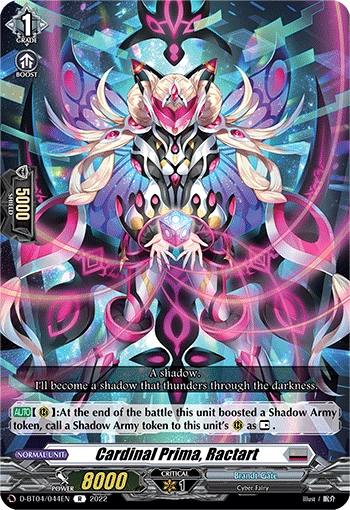 1
GRADE
BOOST
5000
SHIELD
A shadow.
I'll become a shadow that thunders through the darkness.
AUTO【 R 】:At the end of the battle this unit boosted a Shadow Army
token, call a Shadow Army token to this unit's R as .
NORMAL UNIT
Cardinal Prima, Ractart
POWER 8000
CRITICAL
1
Brandt Gate
Cyber Fairy
D-BT04/044EN R 2022
Illust / 匈介